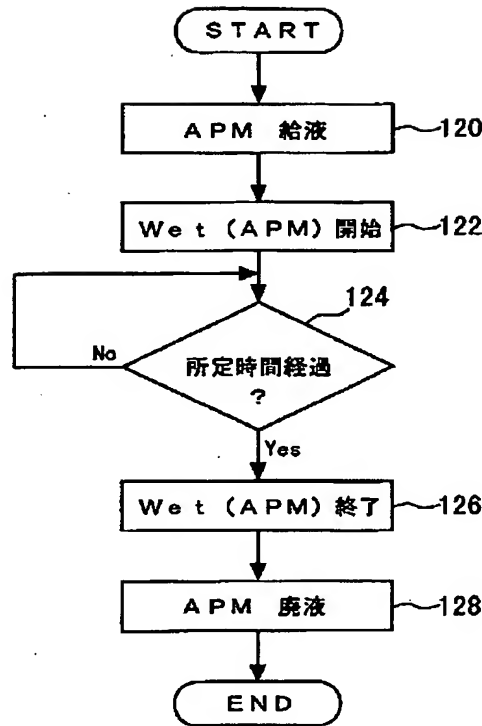 START
APM 給液
120
Wet (APM) 開始
122
124
No
所定時間経過
?
Yes
Wet (APM) 終了
126
APM 廃液
128
END